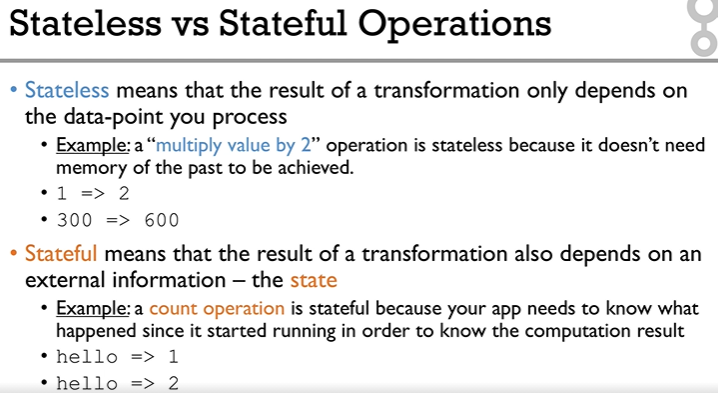 Stateless vs Stateful Operations
• Stateless means that the result of a transformation only depends on
the data-point you process
• Example: a “multiply value by 2” operation is stateless because it doesn’t need
memory of the past to be achieved.
• 1 => 2
• 300 => 600
• Stateful means that the result of a transformation also depends on an
external information – the state
• Example: a count operation is stateful because your app needs to know what
happened since it started running in order to know the computation result
• hello => 1
• hello => 2